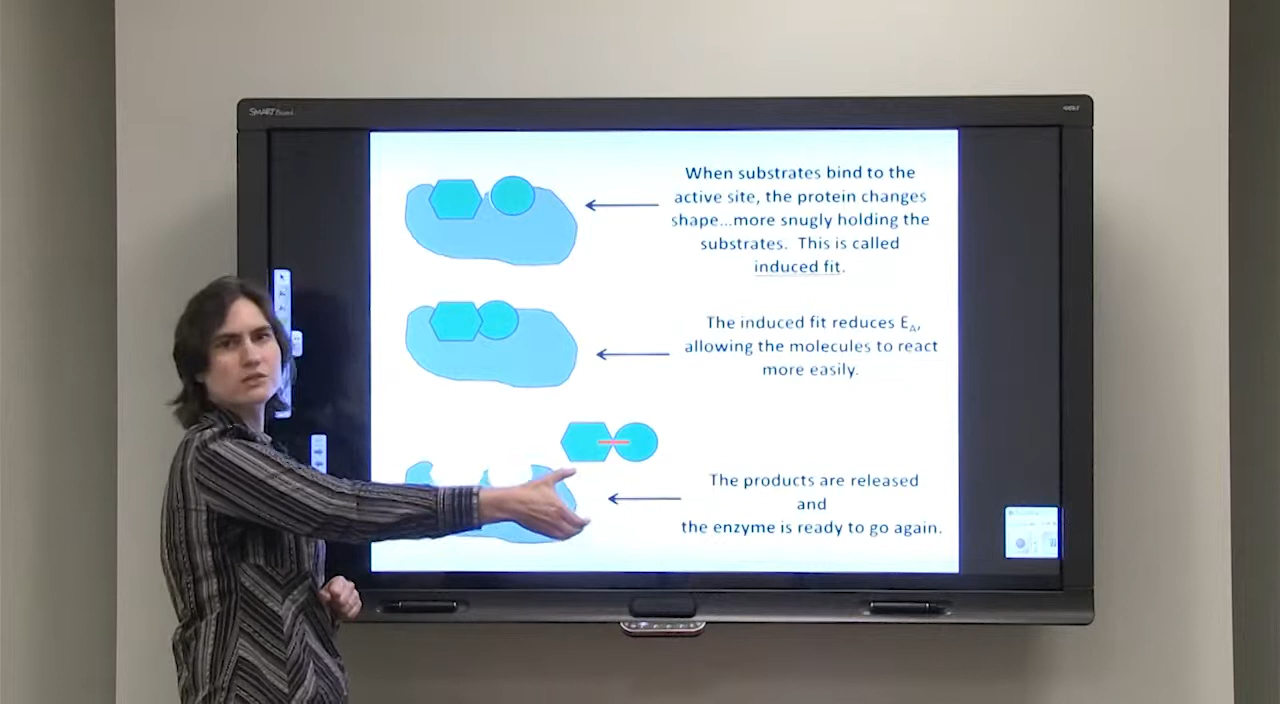 SMART Board
When substrates bind to the
active site, the protein changes
shape...more snugly holding the
substrates. This is called
induced fit.
The induced fit reduces EA,
allowing the molecules to react
more easily.
The products are released
and
the enzyme is ready to go again.